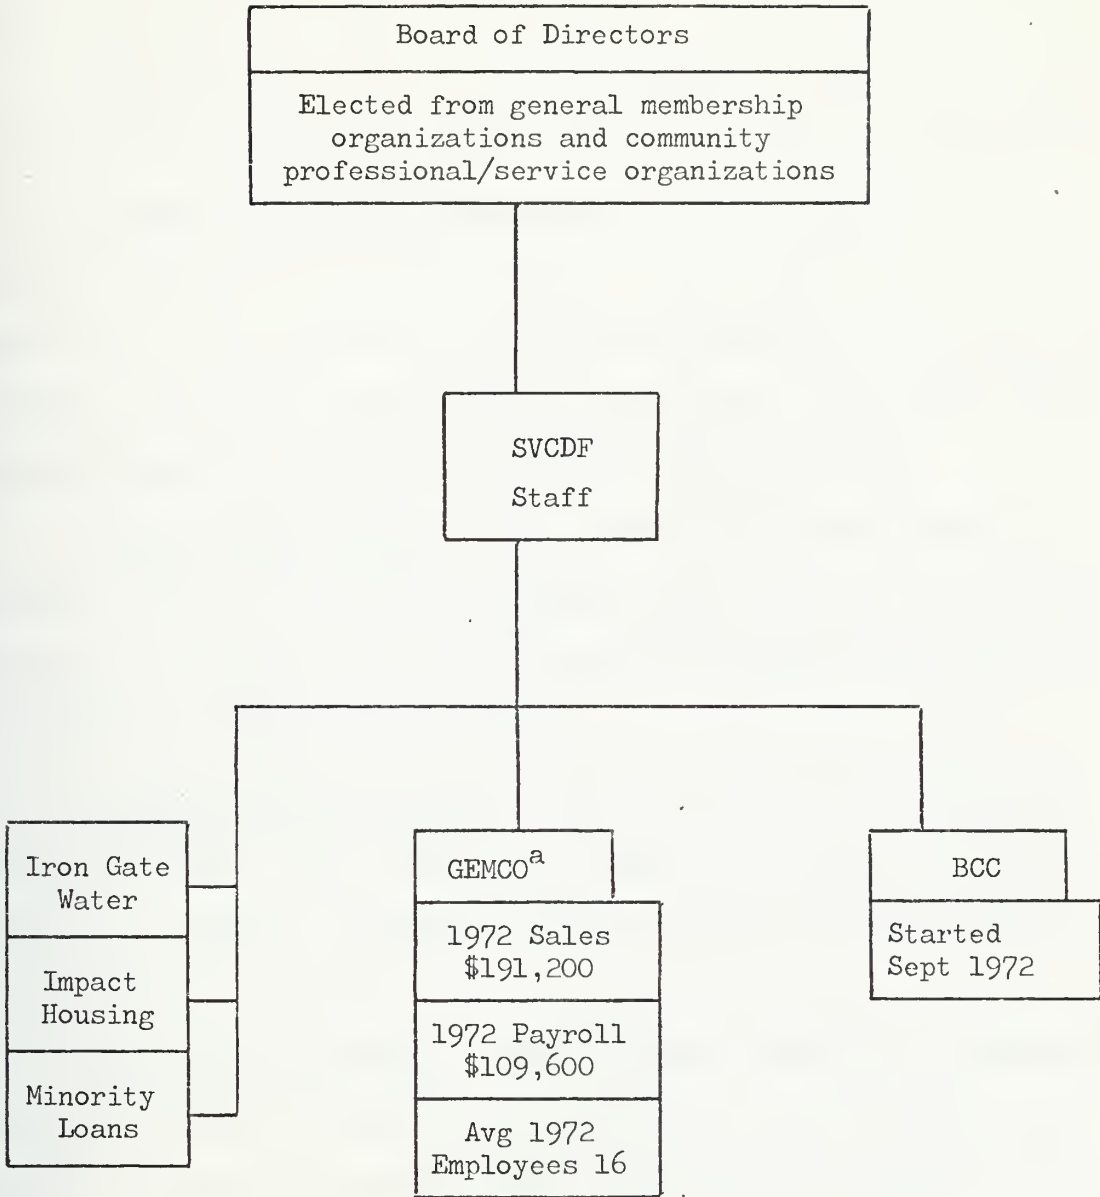 Board of Directors
Elected from general membership
organizations and community
professional/service organizations
SVCDF
Staff
Iron Gate
Water
Impact
Housing
Minority
Loans
GEMCOᵃ
1972 Sales
$191,200
1972 Payroll
$109,600
Avg 1972
Employees 16
BCC
Started
Sept 1972